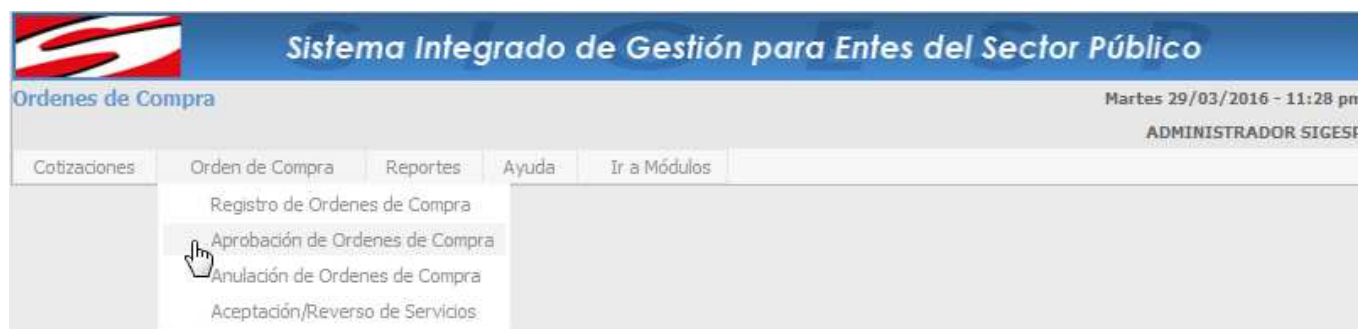 Sistema Integrado de Gestión para Entes del Sector Público
Ordenes de Compra
Martes 29/03/2016 - 11:28 pm
ADMINISTRADOR SIGESP
Cotizaciones Orden de Compra Reportes Ayuda Ir a Módulos
Registro de Ordenes de Compra
Aprobación de Ordenes de Compra
Anulación de Ordenes de Compra
Aceptación/Reverso de Servicios